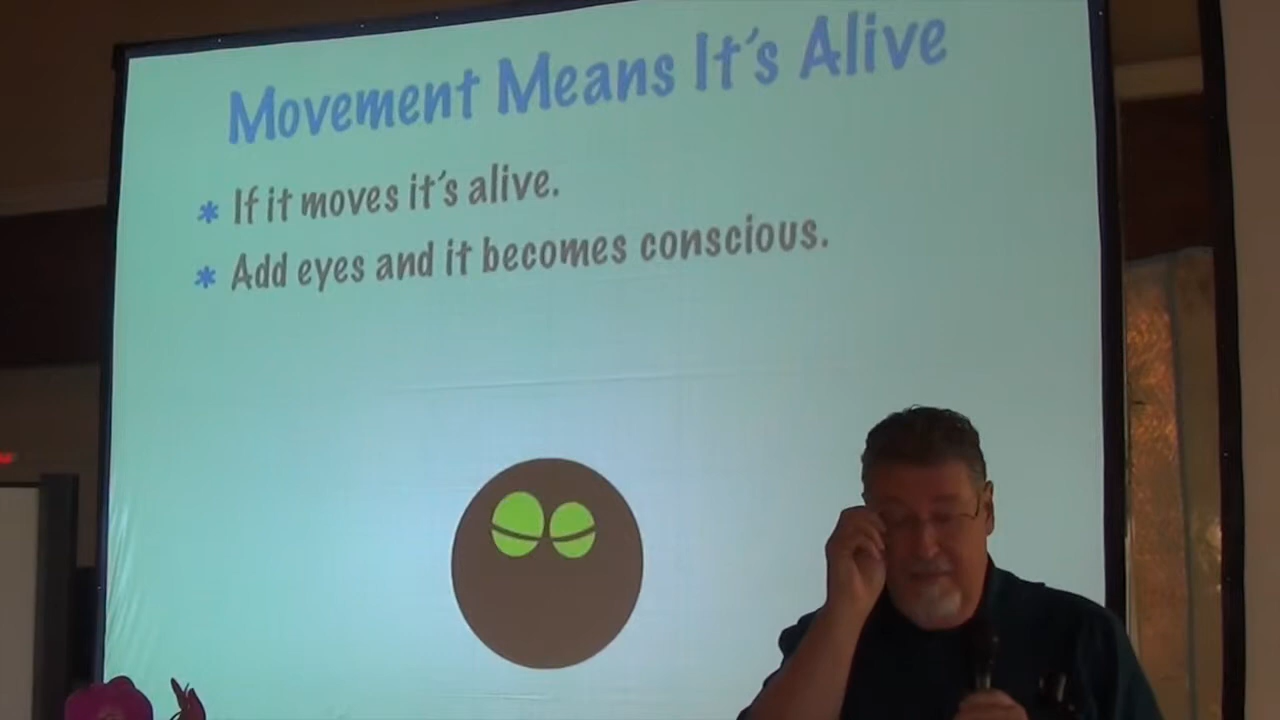 Movement Means It's Alive
* If it moves it's alive.
* Add eyes and it becomes conscious.